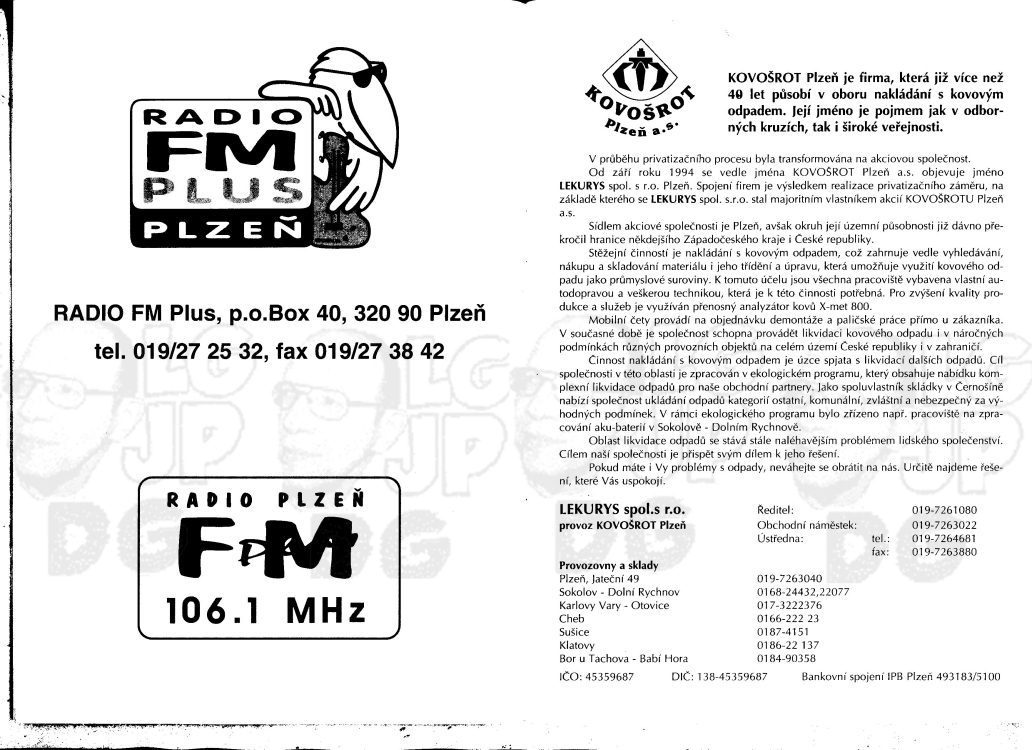 RADIO
FM
PLUS
PLZEŇ
RADIO FM Plus, p.o.Box 40, 320 90 Plzeň
tel. 019/27 25 32, fax 019/27 38 42
RADIO PLZEŇ
FM
106.1 MHz
KOVOŠROT
Plzeň a.s.
KOVOŠROT Plzeň je firma, která již více než
40 let působí v oboru nakládání s kovovým
odpadem. Její jméno je pojmem jak v odbor-
ných kruzích, tak i široké veřejnosti.
V průběhu privatizačního procesu byla transformována na akciovou společnost.
Od září roku 1994 se vedle jména KOVOŠROT Plzeň a.s. objevuje jméno
LEKURYS spol. s r.o. Plzeň. Spojení firem je výsledkem realizace privatizačního záměru, na
základě kterého se LEKURYS spol. s.r.o. stal majoritním vlastníkem akcií KOVOŠROTU Plzeň
a.s.
Sídlem akciové společnosti je Plzeň, avšak okruh její územní působnosti již dávno pře-
kročil hranice někdejšího Západočeského kraje i České republiky.
Stěžejní činností je nakládání s kovovým odpadem, což zahrnuje vedle vyhledávání,
nákupu a skladování materiálu i jeho třídění a úpravu, která umožňuje využití kovového od-
padu jako průmyslové suroviny. K tomuto účelu jsou všechna pracoviště vybavena vlastní au-
todopravou a veškerou technikou, která je k této činnosti potřebná. Pro zvýšení kvality pro-
dukce a služeb je využíván přenosný analyzátor kovů X-met 800.
Mobilní čety provádí na objednávku demontáže a paličské práce přímo u zákazníka.
V současné době je společnost schopna provádět likvidaci kovového odpadu i v náročných
podmínkách různých provozních objektů na celém území České republiky i v zahraničí.
Činnost nakládání s kovovým odpadem je úzce spjata s likvidací dalších odpadů. Cíl
společnosti v této oblasti je zpracován v ekologickém programu, který obsahuje nabídku kom-
plexní likvidace odpadů pro naše obchodní partnery. Jako spoluvlastník skládky v Černošíně
nabízí společnost ukládání odpadů kategorií ostatní, komunální, zvláštní a nebezpečný za vý-
hodných podmínek. V rámci ekologického programu bylo zřízeno např. pracoviště na zpra-
cování aku-baterií v Sokolově - Dolním Rychnově.
Oblast likvidace odpadů se stává stále naléhavějším problémem lidského společenství.
Cílem naší společnosti je přispět svým dílem k jeho řešení.
Pokud máte i Vy problémy s odpady, neváhejte se obrátit na nás. Určitě najdeme řeše-
ní, které Vás uspokojí.
LEKURYS spol.s r.o. Ředitel: 019-7261080
provoz KOVOŠROT Plzeň Obchodní náměstek: 019-7263022
Ústředna: tel.: 019-7264681
fax: 019-7263880
Provozovny a sklady
Plzeň, Jateční 49 019-7263040
Sokolov - Dolní Rychnov 0168-24432,22077
Karlovy Vary - Otovice 017-3222376
Cheb 0166-222 23
Sušice 0187-4151
Klatovy 0186-22 137
Bor u Tachova - Babí Hora 0184-90358
IČO: 45359687 DIČ: 138-45359687 Bankovní spojení IPB Plzeň 493183/5100
LG
JP
DG
LG
JP
DG
LG
JP
DG